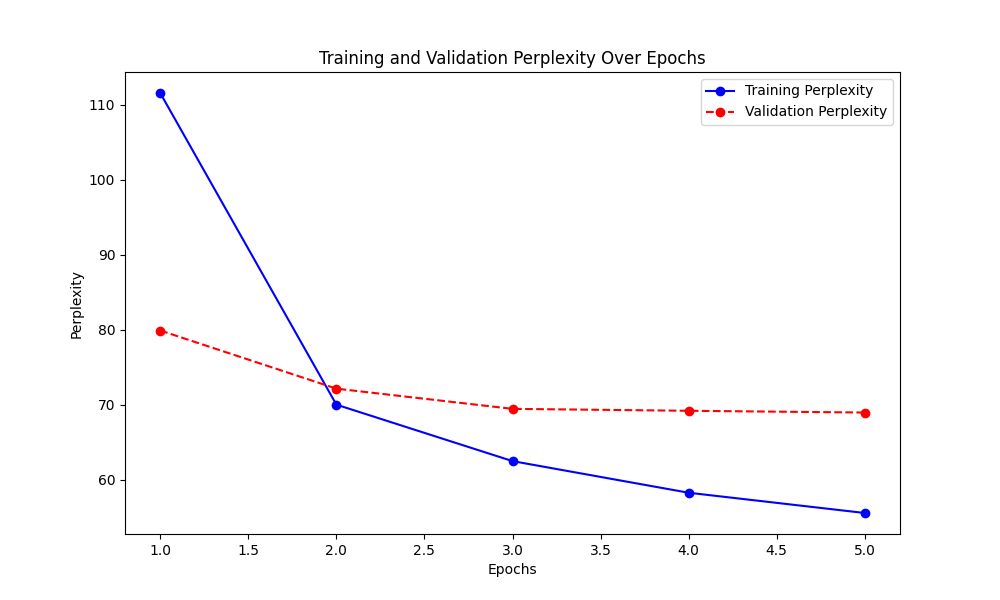 Training and Validation Perplexity Over Epochs
Training Perplexity
Validation Perplexity
110
100
90
80
70
60
Perplexity
1.0 1.5 2.0 2.5 3.0 3.5 4.0 4.5 5.0
Epochs